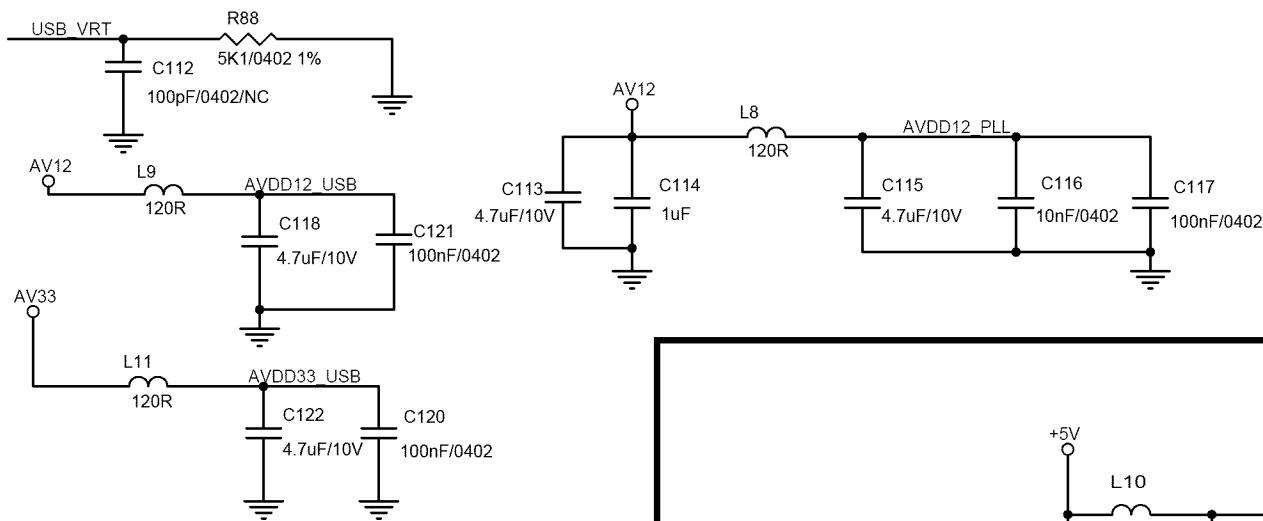 USB_VRT
R88
5K1/0402 1%
C112
100pF/0402/NC
AV12
L9
120R
AVDD12_USB
C118
4.7uF/10V
C121
100nF/0402
AV33
L11
120R
AVDD33_USB
C122
4.7uF/10V
C120
100nF/0402
AV12
L8
120R
AVDD12_PLL
C113
4.7uF/10V
C114
1uF
C115
4.7uF/10V
C116
10nF/0402
C117
100nF/0402
+5V
L10